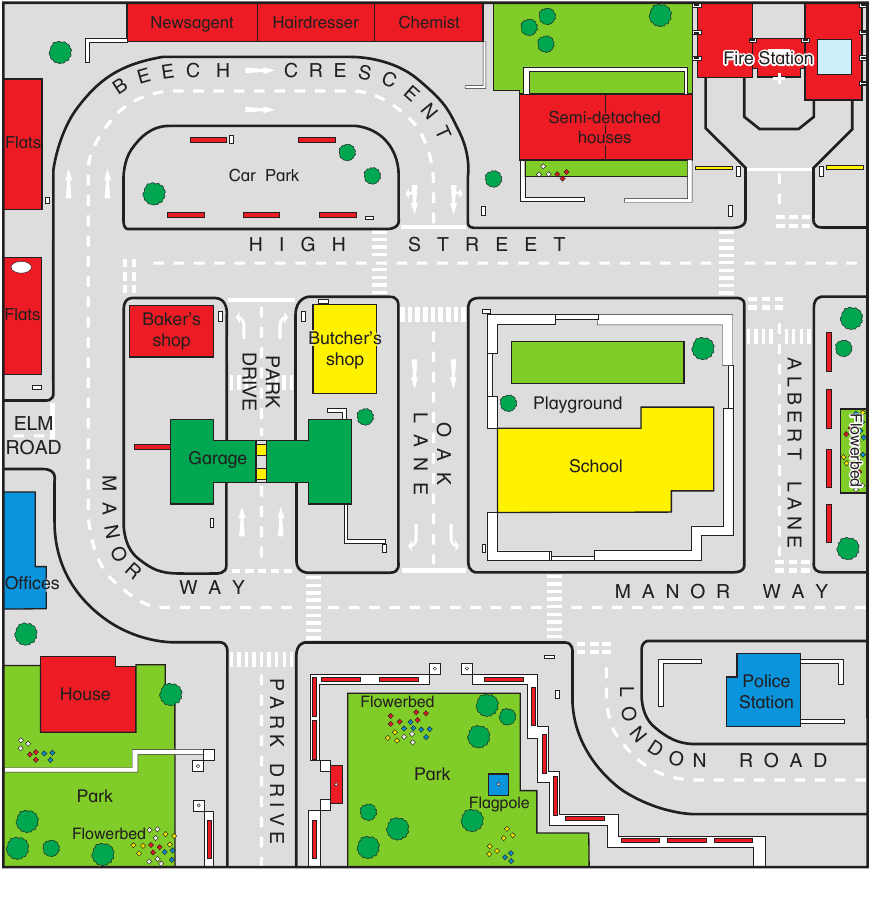 Newsagent
Hairdresser
Chemist
Fire Station
BEECH CRESCENT
Semi-detached
houses
Flats
Car Park
HIGH STREET
Flats
Baker's
shop
PARK
DRIVE
Butcher's
shop
Playground
ALBERT LANE
Flowerbed
ELM
ROAD
OAK
LANE
Garage
School
MANOR WAY
Offices
MANOR WAY
House
PARK DRIVE
Flowerbed
LONDON ROAD
Police
Station
Park
Park
Flagpole
Flowerbed